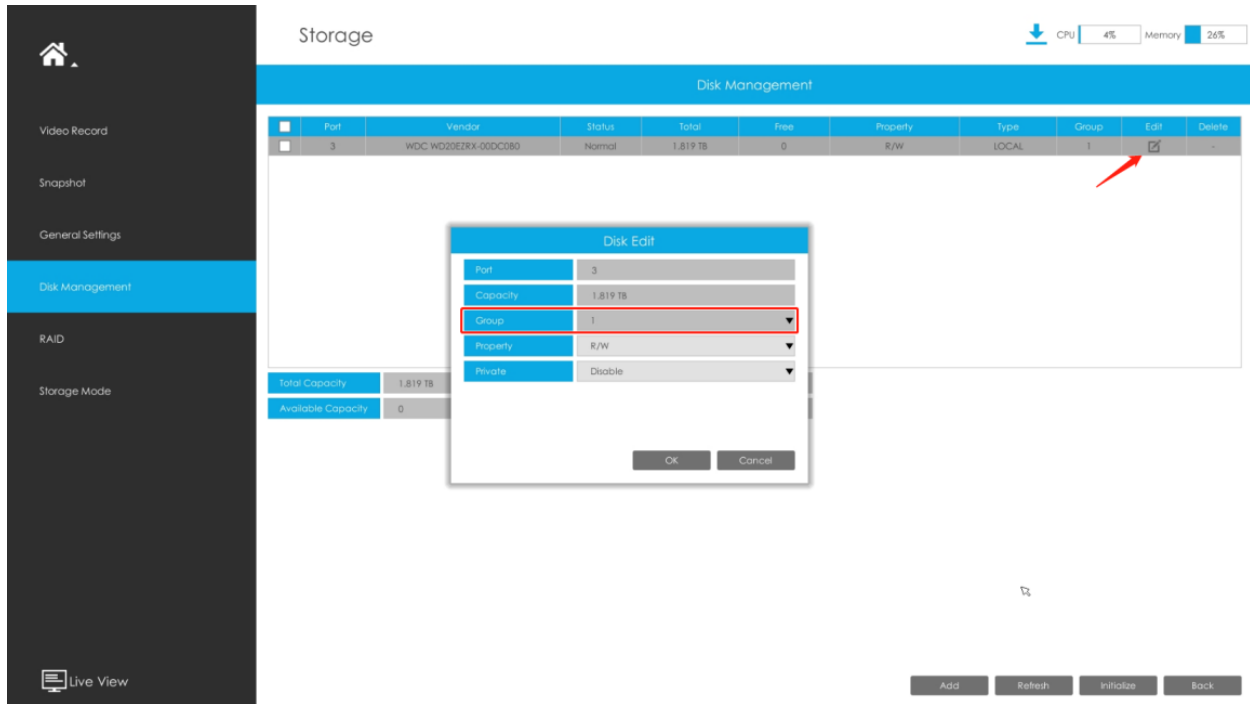 Storage
CPU 4% Memory 26%
Disk Management
Video Record
Snapshot
General Settings
Disk Management
RAID
Storage Mode
Live View
Port Vendor Status Total Free Property Type Group Edit Delete
3 WDC WD20EZRX-00DC0B0 Normal 1.819 TB 0 R/W LOCAL 1 -
Disk Edit
Port 3
Capacity 1.819 TB
Group 1
Property R/W
Private Disable
OK Cancel
Total Capacity 1.819 TB
Available Capacity 0
Add Refresh Initialize Back